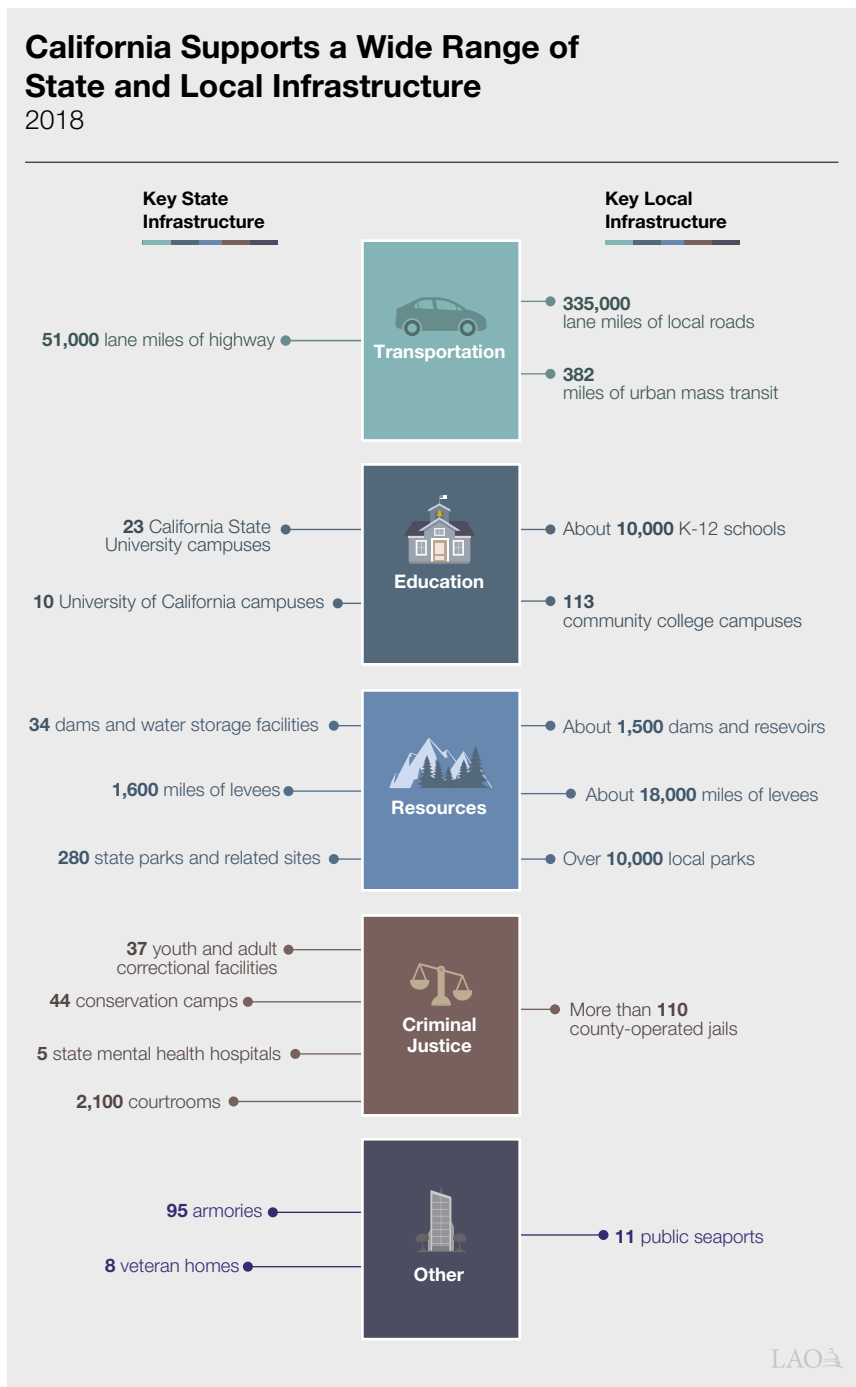 California Supports a Wide Range of
State and Local Infrastructure
2018
Key State
Infrastructure
Key Local
Infrastructure
Transportation
51,000 lane miles of highway
335,000
lane miles of local roads
382
miles of urban mass transit
Education
23 California State
University campuses
10 University of California campuses
About 10,000 K-12 schools
113
community college campuses
Resources
34 dams and water storage facilities
1,600 miles of levees
280 state parks and related sites
About 1,500 dams and resevoirs
About 18,000 miles of levees
Over 10,000 local parks
Criminal
Justice
37 youth and adult
correctional facilities
44 conservation camps
5 state mental health hospitals
2,100 courtrooms
More than 110
county-operated jails
Other
95 armories
8 veteran homes
11 public seaports
LAO